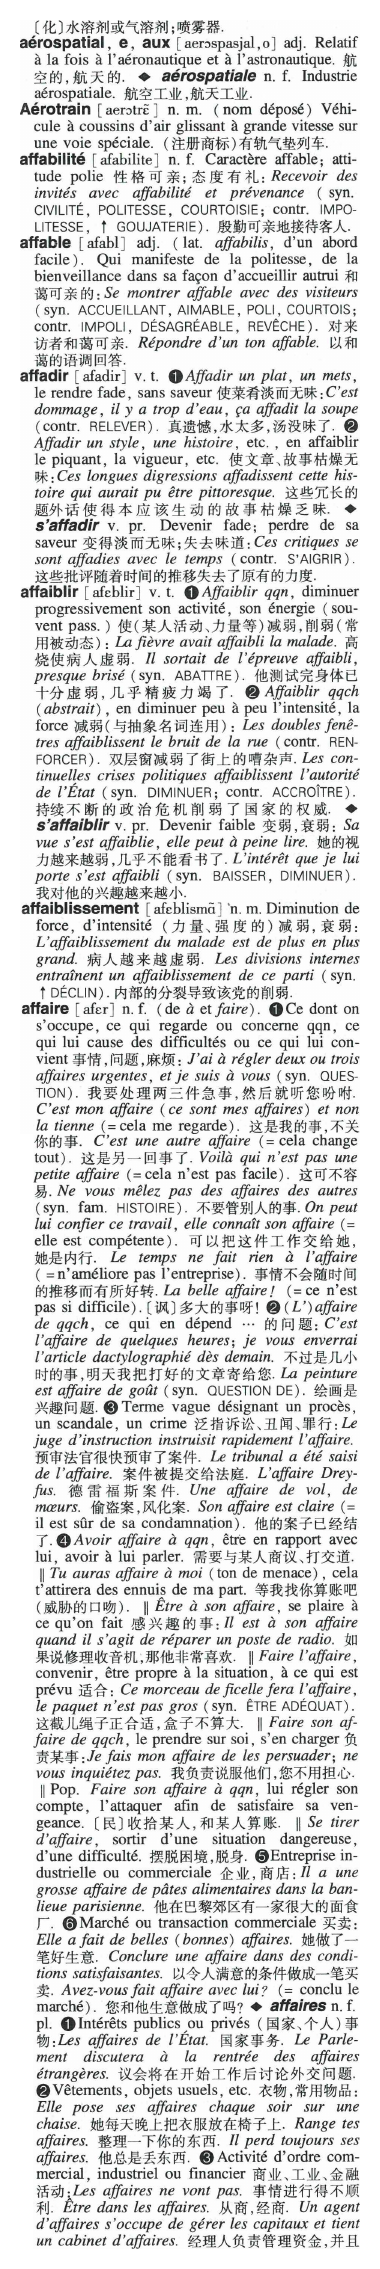 〔化〕水溶剂或气溶剂;喷雾器.
aérospatial, e, aux [aerɔspasjal,o] adj. Relatif
à la fois à l'aéronautique et à l'astronautique. 航
空的,航天的. ◆ aérospatiale n. f. Industrie
aérospatiale. 航空工业,航天工业.
Aérotrain [aerɔtrɛ̃] n. m. (nom déposé) Véhi-
cule à coussins d'air glissant à grande vitesse sur
une voie spéciale. (注册商标)有轨气垫列车.
affabilité [afabilite] n. f. Caractère affable; atti-
tude polie 性格可亲;态度有礼: Recevoir des
invités avec affabilité et prévenance (syn.
CIVILITÉ, POLITESSE, COURTOISIE; contr. IMPO-
LITESSE, ↑ GOUJATERIE). 殷勤可亲地接待客人.
affable [afabl] adj. (lat. affabilis, d'un abord
facile). Qui manifeste de la politesse, de la
bienveillance dans sa façon d'accueillir autrui 和
蔼可亲的: Se montrer affable avec des visiteurs
(syn. ACCUEILLANT, AIMABLE, POLI, COURTOIS;
contr. IMPOLI, DÉSAGRÉABLE, REVÊCHE). 对来
访者和蔼可亲. Répondre d'un ton affable. 以和
蔼的语调回答.
affadir [afadir] v. t. ❶Affadir un plat, un mets,
le rendre fade, sans saveur 使菜肴淡而无味:C'est
dommage, il y a trop d'eau, ça affadit la soupe
(contr. RELEVER). 真遗憾,水太多,汤没味了. ❷
Affadir un style, une histoire, etc., en affaiblir
le piquant, la vigueur, etc. 使文章、故事枯燥无
味:Ces longues digressions affadissent cette his-
toire qui aurait pu être pittoresque. 这些冗长的
题外话使得本应该生动的故事枯燥乏味. ◆
s'affadir v. pr. Devenir fade; perdre de sa
saveur 变得淡而无味;失去味道:Ces critiques se
sont affadies avec le temps (contr. S'AIGRIR).
这些批评随着时间的推移失去了原有的力度.
affaiblir [afɛblir] v. t. ❶Affaiblir qqn, diminuer
progressivement son activité, son énergie (sou-
vent pass.) 使(某人活动、力量等)减弱,削弱(常
用被动态): La fièvre avait affaibli la malade. 高
烧使病人虚弱. Il sortait de l'épreuve affaibli,
presque brisé (syn. ABATTRE). 他测试完身体已
十分虚弱,几乎精疲力竭了. ❷ Affaiblir qqch
(abstrait), en diminuer peu à peu l'intensité, la
force 减弱(与抽象名词连用): Les doubles fenê-
tres affaiblissent le bruit de la rue (contr. REN-
FORCER). 双层窗减弱了街上的嘈杂声. Les con-
tinuelles crises politiques affaiblissent l'autorité
de l'État (syn. DIMINUER; contr. ACCROÎTRE).
持续不断的政治危机削弱了国家的权威. ◆
s'affaiblir v. pr. Devenir faible 变弱,衰弱: Sa
vue s'est affaiblie, elle peut à peine lire. 她的视
力越来越弱,几乎不能看书了. L'intérêt que je lui
porte s'est affaibli (syn. BAISSER, DIMINUER).
我对他的兴趣越来越小.
affaiblissement [afɛblismɑ̃] n. m. Diminution de
force, d'intensité (力量、强度的)减弱,衰弱:
L'affaiblissement du malade est de plus en plus
grand. 病人越来越虚弱. Les divisions internes
entraînent un affaiblissement de ce parti (syn.
↑ DÉCLIN). 内部的分裂导致该党的削弱.
affaire [afɛr] n. f. (de à et faire). ❶Ce dont on
s'occupe, ce qui regarde ou concerne qqn, ce
qui lui cause des difficultés ou ce qui lui con-
vient 事情,问题,麻烦: J'ai à régler deux ou trois
affaires urgentes, et je suis à vous (syn. QUES-
TION). 我要处理两三件急事,然后就听您吩咐.
C'est mon affaire (ce sont mes affaires) et non
la tienne (= cela me regarde). 这是我的事,不关
你的事. C'est une autre affaire (= cela change
tout). 这是另一回事了. Voilà qui n'est pas une
petite affaire (= cela n'est pas facile). 这可不容
易. Ne vous mêlez pas des affaires des autres
(syn. fam. HISTOIRE). 不要管别人的事. On peut
lui confier ce travail, elle connaît son affaire (=
elle est compétente). 可以把这件工作交给她,
她是内行. Le temps ne fait rien à l'affaire
(=n'améliore pas l'entreprise). 事情不会随时间
的推移而有所好转. La belle affaire! (= ce n'est
pas si difficile). 〔讽〕多大的事呀! ❷(L')affaire
de qqch, ce qui en dépend … 的问题: C'est
l'affaire de quelques heures; je vous enverrai
l'article dactylographié dès demain. 不过是几小
时的事,明天我把打好的文章寄给您. La peinture
est affaire de goût (syn. QUESTION DE). 绘画是
兴趣问题. ❸Terme vague désignant un procès,
un scandale, un crime 泛指诉讼、丑闻、罪行: Le
juge d'instruction instruisit rapidement l'affaire.
预审法官很快预审了案件. Le tribunal a été saisi
de l'affaire. 案件被提交给法庭. L'affaire Drey-
fus. 德雷福斯案件. Une affaire de vol, de
mœurs. 偷盗案,风化案. Son affaire est claire (=
il est sûr de sa condamnation). 他的案子已经结
了. ❹Avoir affaire à qqn, être en rapport avec
lui, avoir à lui parler. 需要与某人商议、打交道.
‖ Tu auras affaire à moi (ton de menace), cela
t'attirera des ennuis de ma part. 等我找你算账吧
(威胁的口吻). ‖ Être à son affaire, se plaire à
ce qu'on fait 感兴趣的事: Il est à son affaire
quand il s'agit de réparer un poste de radio. 如
果说修理收音机,那他非常喜欢. ‖ Faire l'affaire,
convenir, être propre à la situation, à ce qui est
prévu 适合: Ce morceau de ficelle fera l'affaire,
le paquet n'est pas gros (syn. ÊTRE ADÉQUAT).
这截儿绳子正合适,盒子不算大. ‖ Faire son af-
faire de qqch, le prendre sur soi, s'en charger 负
责某事:Je fais mon affaire de les persuader; ne
vous inquiétez pas. 我负责说服他们,您不用担心.
‖ Pop. Faire son affaire à qqn, lui régler son
compte, l'attaquer afin de satisfaire sa ven-
geance. 〔民〕收拾某人,和某人算账. ‖ Se tirer
d'affaire, sortir d'une situation dangereuse,
d'une difficulté. 摆脱困境,脱身. ❺Entreprise in-
dustrielle ou commerciale 企业,商店: Il a une
grosse affaire de pâtes alimentaires dans la ban-
lieue parisienne. 他在巴黎郊区有一家很大的面食
厂. ❻Marché ou transaction commerciale 买卖:
Elle a fait de belles (bonnes) affaires. 她做了一
笔好生意. Conclure une affaire dans des condi-
tions satisfaisantes. 以令人满意的条件做成一笔买
卖. Avez-vous fait affaire avec lui? (= conclu le
marché). 您和他生意做成了吗? ◆ affaires n. f.
pl. ❶Intérêts publics ou privés (国家、个人)事
物:Les affaires de l'État. 国家事务. Le Parle-
ment discutera à la rentrée des affaires
étrangères. 议会将在开始工作后讨论外交问题.
❷Vêtements, objets usuels, etc. 衣物,常用物品:
Elle pose ses affaires chaque soir sur une
chaise. 她每天晚上把衣服放在椅子上. Range tes
affaires. 整理一下你的东西. Il perd toujours ses
affaires. 他总是丢东西. ❸Activité d'ordre com-
mercial, industriel ou financier 商业、工业、金融
活动:Les affaires ne vont pas. 事情进行得不顺
利. Être dans les affaires. 从商,经商. Un agent
d'affaires s'occupe de gérer les capitaux et tient
un cabinet d'affaires. 经理人负责管理资金,并且